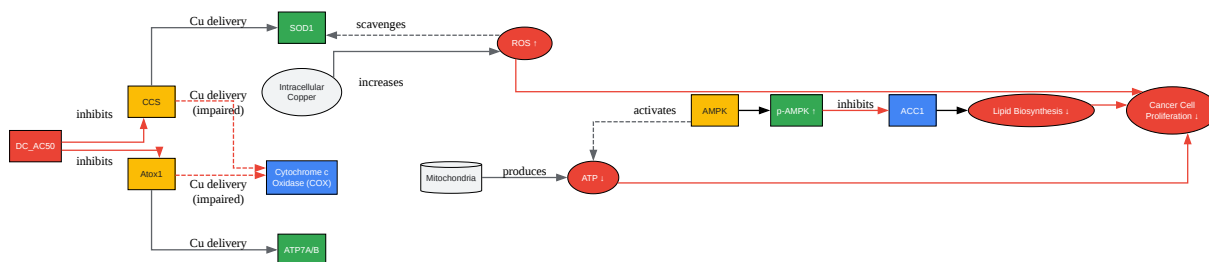 Cu delivery
SOD1
scavenges
ROS ↑
Intracellular
Copper
increases
Cu delivery
(impaired)
CCS
inhibits
DC_AC50
inhibits
Atox1
Cu delivery
(impaired)
Cytochrome c
Oxidase (COX)
Cu delivery
ATP7A/B
Mitochondria
produces
ATP ↓
activates
AMPK
p-AMPK ↑
inhibits
ACC1
Lipid Biosynthesis ↓
Cancer Cell
Proliferation ↓